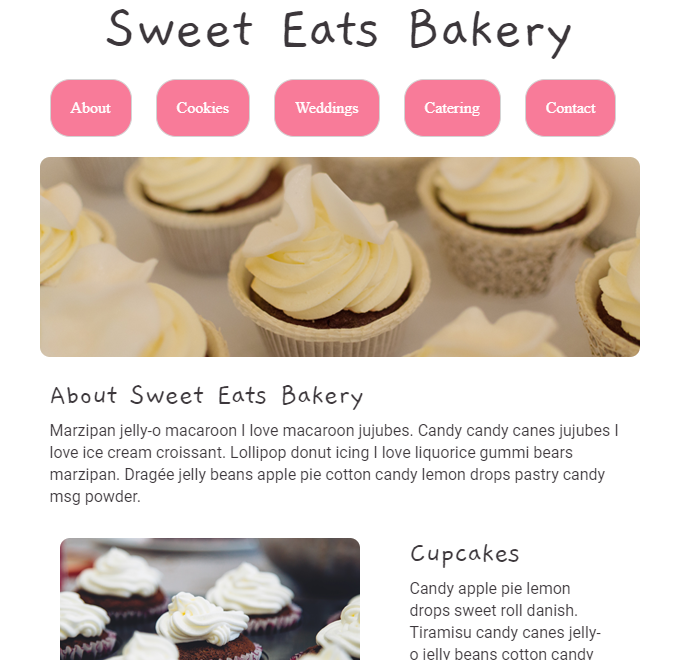 Sweet Eats Bakery
About Cookies Weddings Catering Contact
About Sweet Eats Bakery
Marzipan jelly-o macaroon I love macaroon jujubes. Candy candy canes jujubes I
love ice cream croissant. Lollipop donut icing I love liquorice gummi bears
marzipan. Dragée jelly beans apple pie cotton candy lemon drops pastry candy
msg powder.
Cupcakes
Candy apple pie lemon
drops sweet roll danish.
Tiramisu candy canes jelly-
o jelly beans cotton candy